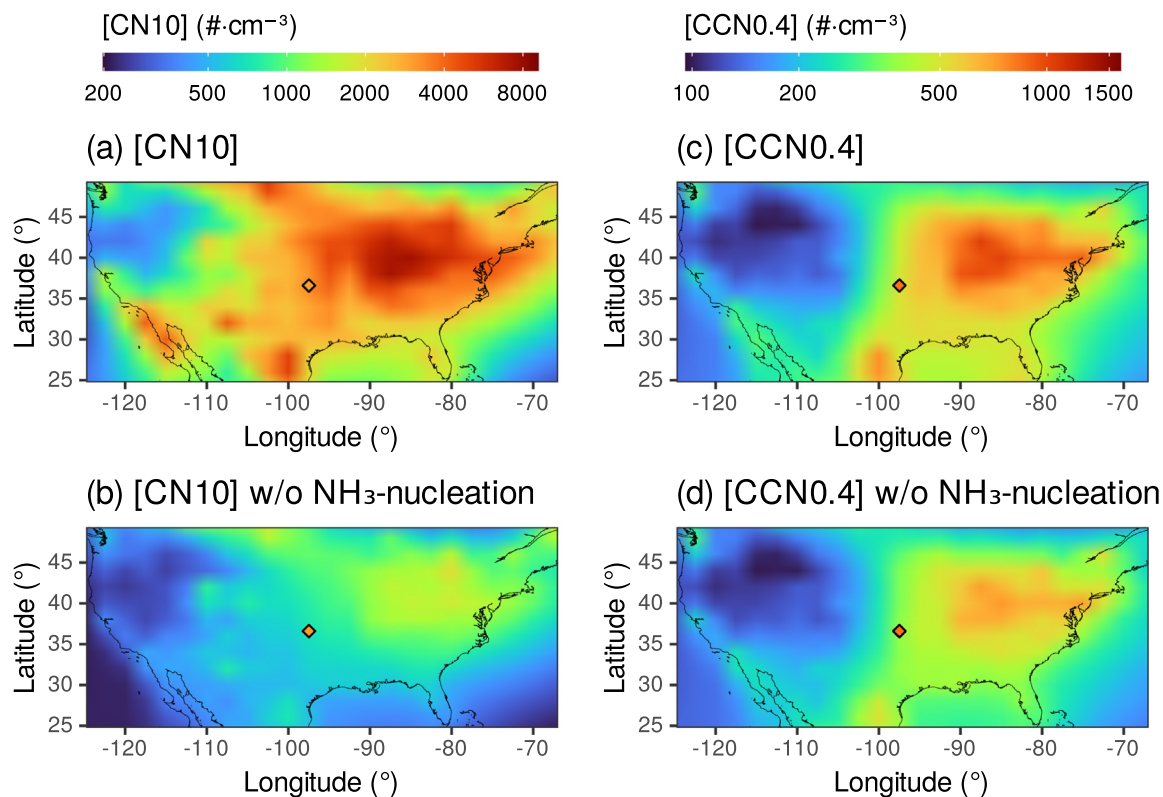 [CN10] (#·cm⁻³)
200 500 1000 2000 4000 8000
[CCN0.4] (#·cm⁻³)
100 200 500 1000 1500
(a) [CN10]
Latitude (°)
45
40
35
30
25
-120 -110 -100 -90 -80 -70
Longitude (°)
(c) [CCN0.4]
Latitude (°)
45
40
35
30
25
-120 -110 -100 -90 -80 -70
Longitude (°)
(b) [CN10] w/o NH₃-nucleation
Latitude (°)
45
40
35
30
25
-120 -110 -100 -90 -80 -70
Longitude (°)
(d) [CCN0.4] w/o NH₃-nucleation
Latitude (°)
45
40
35
30
25
-120 -110 -100 -90 -80 -70
Longitude (°)